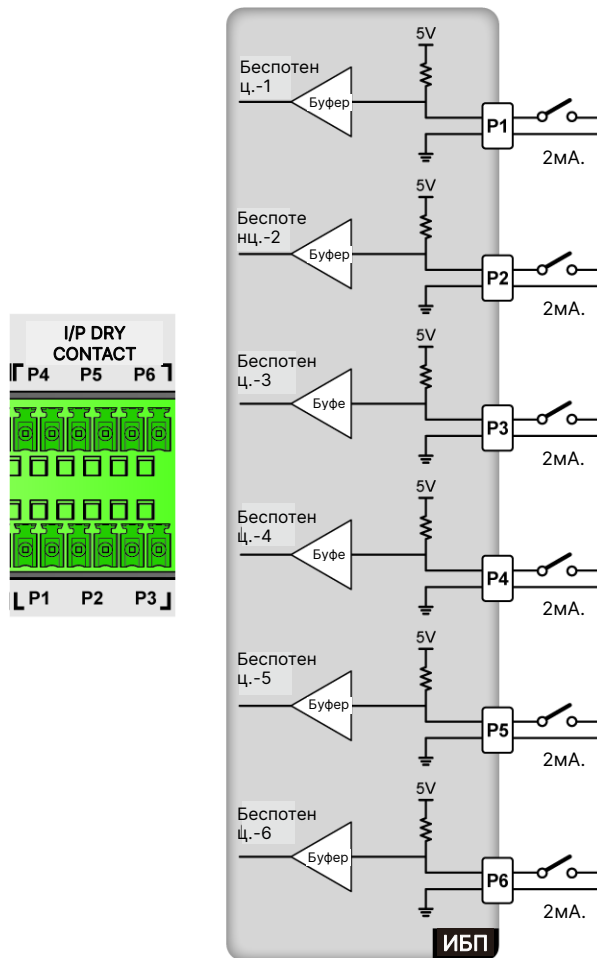 I/P DRY
CONTACT
P4 P5 P6
P1 P2 P3
5V
Беспотен
ц.-1
Буфер
P1
2мА.
5V
Беспоте
нц.-2
Буфер
P2
2мА.
5V
Беспотен
ц.-3
Буфе
P3
2мА.
5V
Беспотен
ц.-4
Буфе
P4
2мА.
5V
Беспотен
ц.-5
Буфер
P5
2мА.
5V
Беспотен
ц.-6
Буфер
P6
2мА.
ИБП